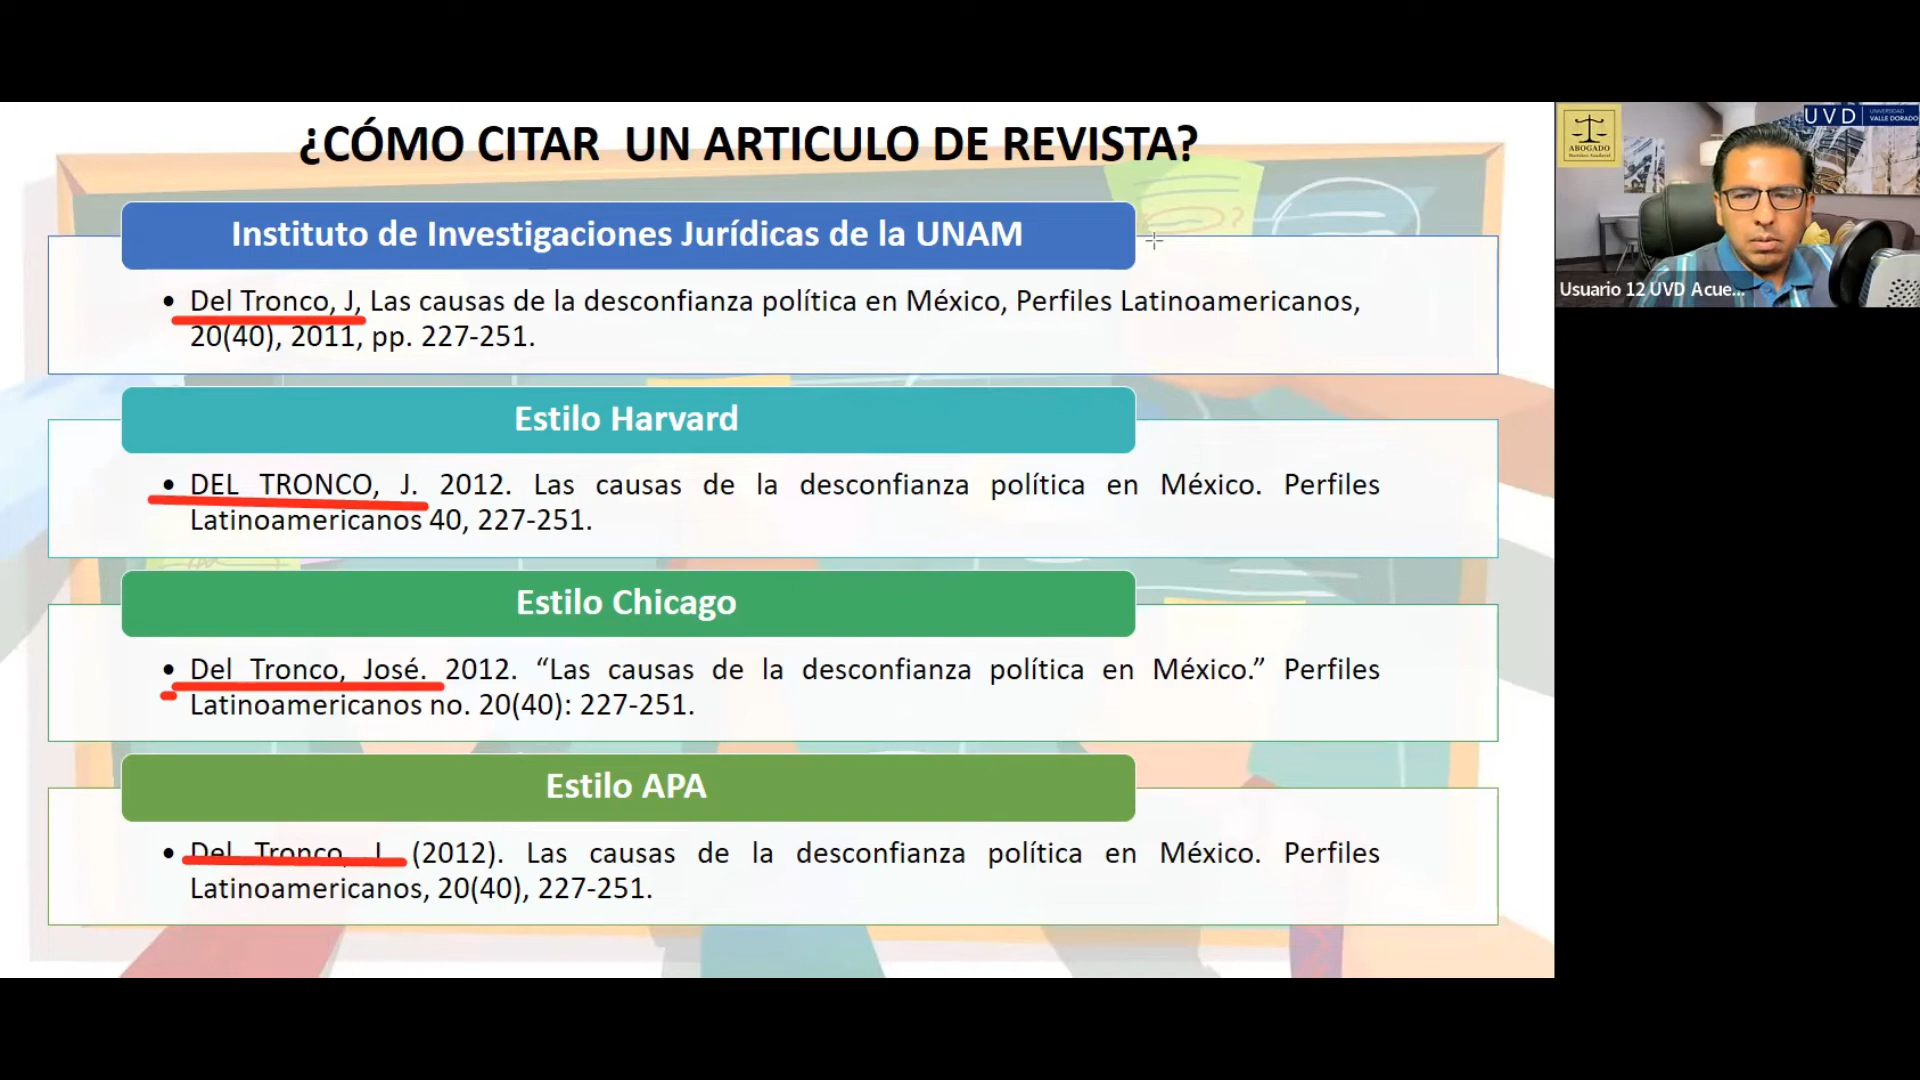 ¿CÓMO CITAR UN ARTICULO DE REVISTA?
Instituto de Investigaciones Jurídicas de la UNAM
• Del Tronco, J, Las causas de la desconfianza política en México, Perfiles Latinoamericanos,
20(40), 2011, pp. 227-251.
Estilo Harvard
• DEL TRONCO, J. 2012. Las causas de la desconfianza política en México. Perfiles
Latinoamericanos 40, 227-251.
Estilo Chicago
• Del Tronco, José. 2012. “Las causas de la desconfianza política en México.” Perfiles
Latinoamericanos no. 20(40): 227-251.
Estilo APA
• Del Tronco, J. (2012). Las causas de la desconfianza política en México. Perfiles
Latinoamericanos, 20(40), 227-251.
ABOGADO
UVD
UNIVERSIDAD
VALLE DORADO
Usuario 12 UVD Acue...